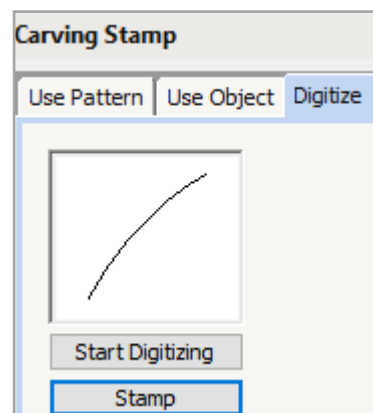 Carving Stamp
Use Pattern Use Object Digitize
Start Digitizing
Stamp